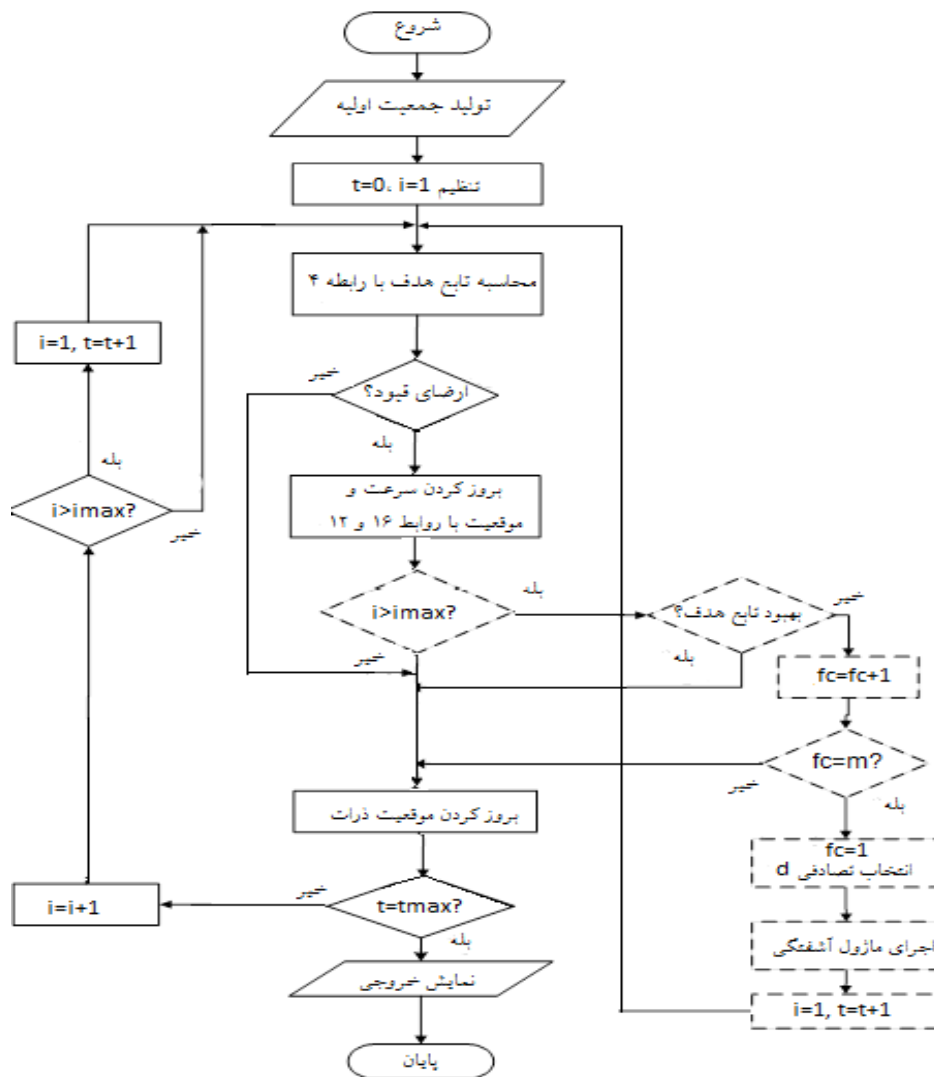 شروع
تولید جمعیت اولیه
تنظیم t=0، i=1
محاسبه تابع هدف با رابطه ۴
i=1, t=t+1
ارضای قیود؟
خیر
بله
بروز کردن سرعت و
موقعیت با روابط ۱۶ و ۱۲
i>imax?
بله
خیر
i>imax?
بله
خیر
بهبود تابع هدف؟
خیر
بله
fc=fc+1
fc=m?
خیر
بله
بروز کردن موقعیت ذرات
fc=1
انتخاب تصادفی d
t=tmax?
خیر
بله
i=i+1
اجرای ماژول آشفتگی
نمایش خروجی
i=1, t=t+1
پایان